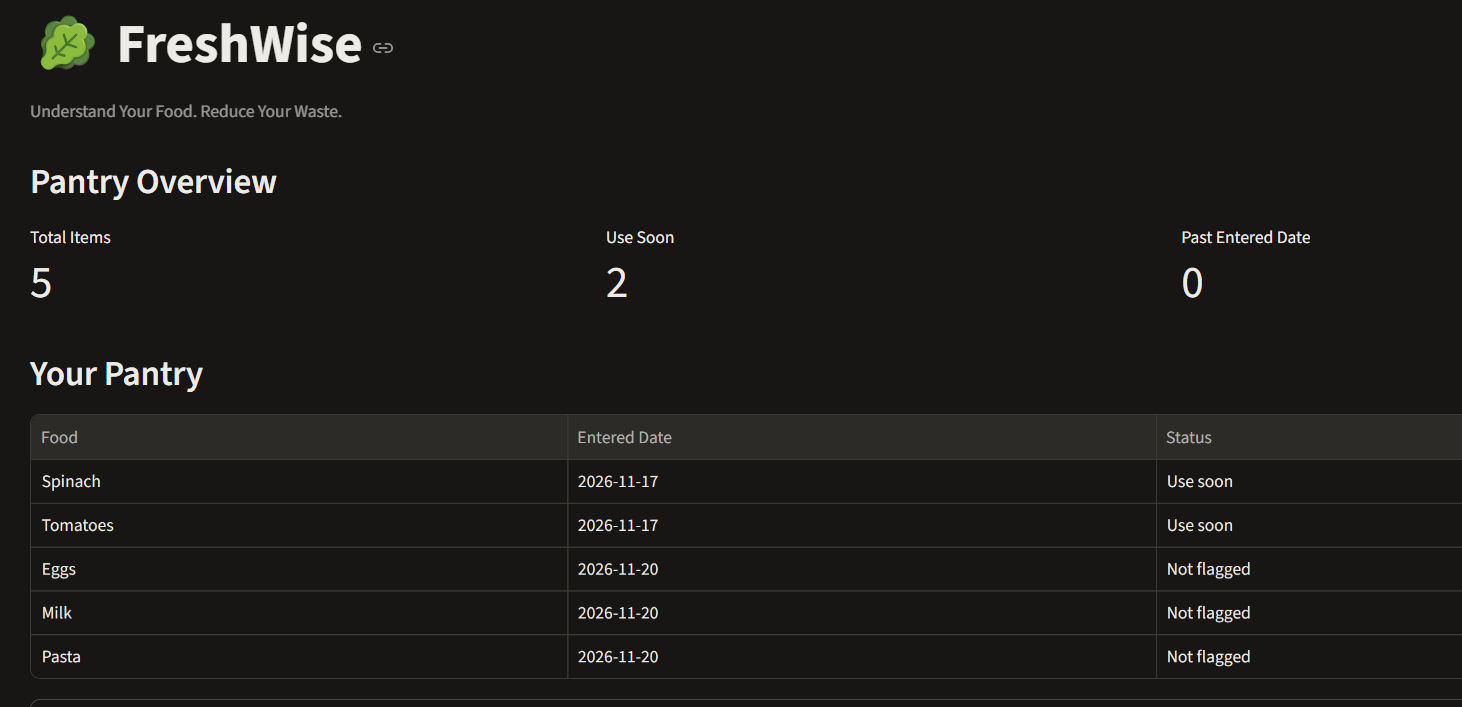 FreshWise
Understand Your Food. Reduce Your Waste.
Pantry Overview
Total Items Use Soon Past Entered Date
5 2 0
Your Pantry
Food Entered Date Status
Spinach 2026-11-17 Use soon
Tomatoes 2026-11-17 Use soon
Eggs 2026-11-20 Not flagged
Milk 2026-11-20 Not flagged
Pasta 2026-11-20 Not flagged